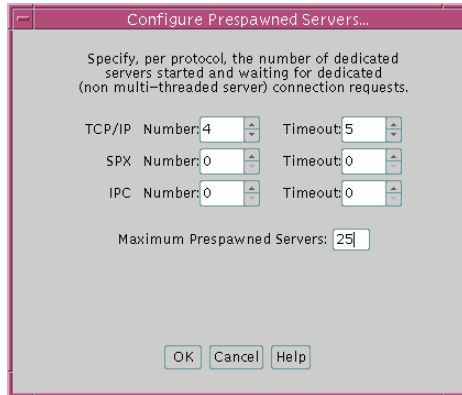 Configure Prespawned Servers...
Specify, per protocol, the number of dedicated
servers started and waiting for dedicated
(non multi-threaded server) connection requests.
TCP/IP Number: 4 Timeout: 5
SPX Number: 0 Timeout: 0
IPC Number: 0 Timeout: 0
Maximum Prespawned Servers: 25
OK Cancel Help